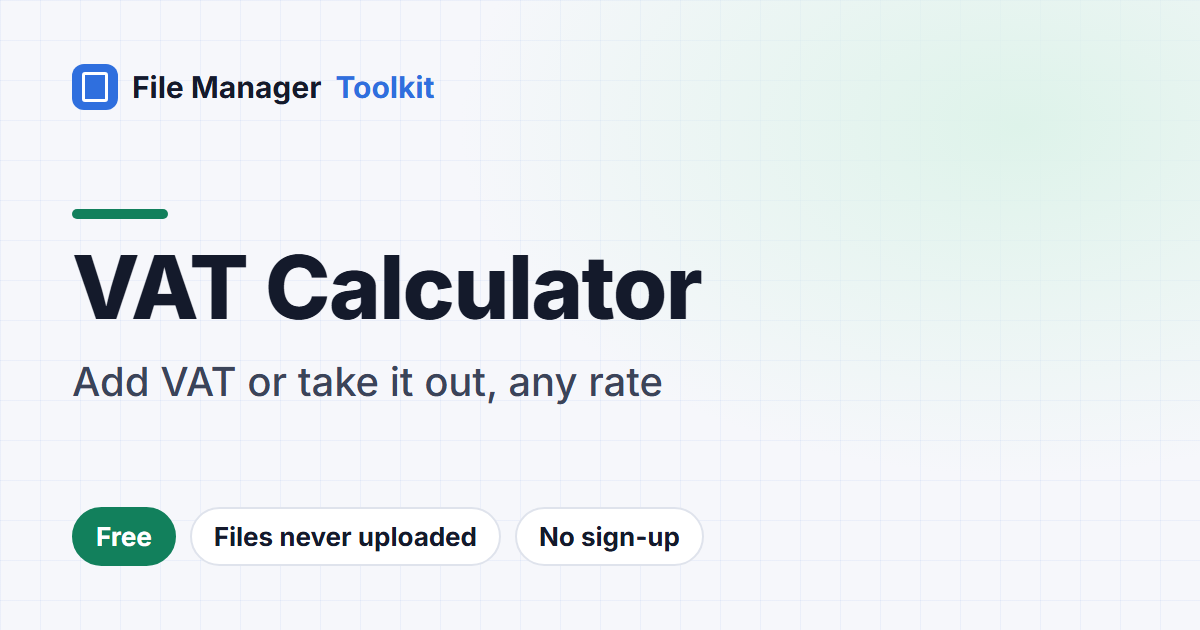 File Manager Toolkit
VAT Calculator
Add VAT or take it out, any rate
Free
Files never uploaded
No sign-up